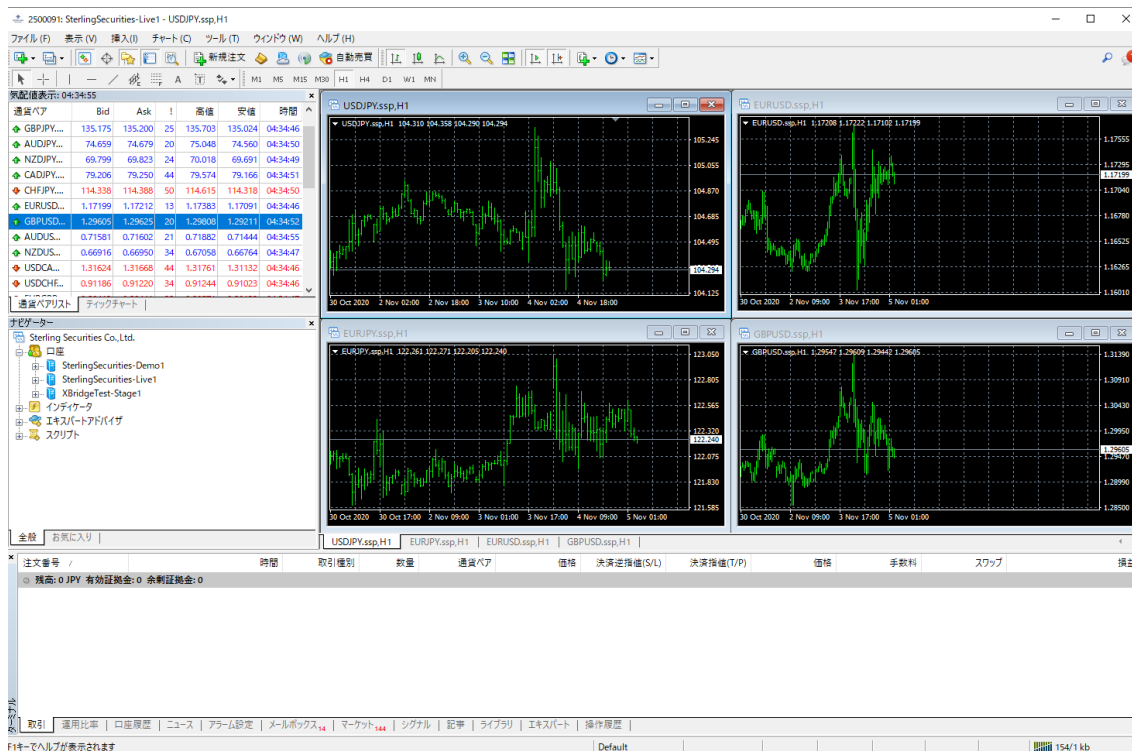 2500091: SterlingSecurities-Live1 - USDJPY.ssp,H1
ファイル (F) 表示 (V) 挿入(I) チャート (C) ツール (T) ウィンドウ (W) ヘルプ (H)
新規注文 自動売買
A T M1 M5 M15 M30 H1 H4 D1 W1 MN
気配値表示: 04:34:55
通貨ペア Bid Ask ! 高値 安値 時間
GBPJPY.... 135.175 135.200 25 135.703 135.024 04:34:46
AUDJPY.... 74.659 74.679 20 75.048 74.560 04:34:50
NZDJPY.... 69.799 69.823 24 70.018 69.691 04:34:49
CADJPY.... 79.206 79.250 44 79.574 79.166 04:34:51
CHFJPY.... 114.338 114.388 50 114.615 114.318 04:34:50
EURUSD... 1.17199 1.17212 13 1.17383 1.17091 04:34:46
GBPUSD... 1.29605 1.29625 20 1.29808 1.29211 04:34:52
AUDUS... 0.71581 0.71602 21 0.71882 0.71444 04:34:55
NZDUS... 0.66916 0.66950 34 0.67058 0.66764 04:34:47
USDCA... 1.31624 1.31668 44 1.31761 1.31132 04:34:46
USDCHF... 0.91186 0.91220 34 0.91244 0.91023 04:34:46
通貨ペアリスト ティックチャート
ナビゲーター
Sterling Securities Co.,Ltd.
口座
SterlingSecurities-Demo1
SterlingSecurities-Live1
XBridgeTest-Stage1
インディケータ
エキスパートアドバイザ
スクリプト
全般 お気に入り
USDJPY.ssp,H1
USDJPY.ssp,H1 104.310 104.358 104.290 104.294
105.245
105.055
104.870
104.685
104.495
104.294
104.125
30 Oct 2020 2 Nov 02:00 2 Nov 18:00 3 Nov 10:00 4 Nov 02:00 4 Nov 18:00
EURUSD.ssp,H1
EURUSD.ssp,H1 1.17208 1.17222 1.17102 1.17199
1.17555
1.17295
1.17199
1.17040
1.16780
1.16525
1.16265
1.16010
30 Oct 2020 2 Nov 09:00 3 Nov 17:00 5 Nov 01:00
EURJPY.ssp,H1
EURJPY.ssp,H1 122.261 122.271 122.205 122.240
123.050
122.805
122.565
122.320
122.240
122.075
121.830
121.585
30 Oct 2020 30 Oct 17:00 2 Nov 09:00 3 Nov 01:00 3 Nov 17:00 4 Nov 09:00 5 Nov 01:00
GBPUSD.ssp,H1
GBPUSD.ssp,H1 1.29547 1.29609 1.29442 1.29605
1.31390
1.30910
1.30430
1.29950
1.29605
1.29470
1.28990
1.28500
30 Oct 2020 2 Nov 09:00 3 Nov 17:00 5 Nov 01:00
USDJPY.ssp,H1 EURJPY.ssp,H1 EURUSD.ssp,H1 GBPUSD.ssp,H1
注文番号 / 時間 取引種別 数量 通貨ペア 価格 決済逆指値(S/L) 決済指値(T/P) 価格 手数料 スワップ 損益
残高: 0 JPY 有効証拠金: 0 余剰証拠金: 0
ターミナル
取引 運用比率 口座履歴 ニュース アラーム設定 メールボックス 14 マーケット 144 シグナル 記事 ライブラリ エキスパート 操作履歴
F1キーでヘルプが表示されます Default 154/1 kb